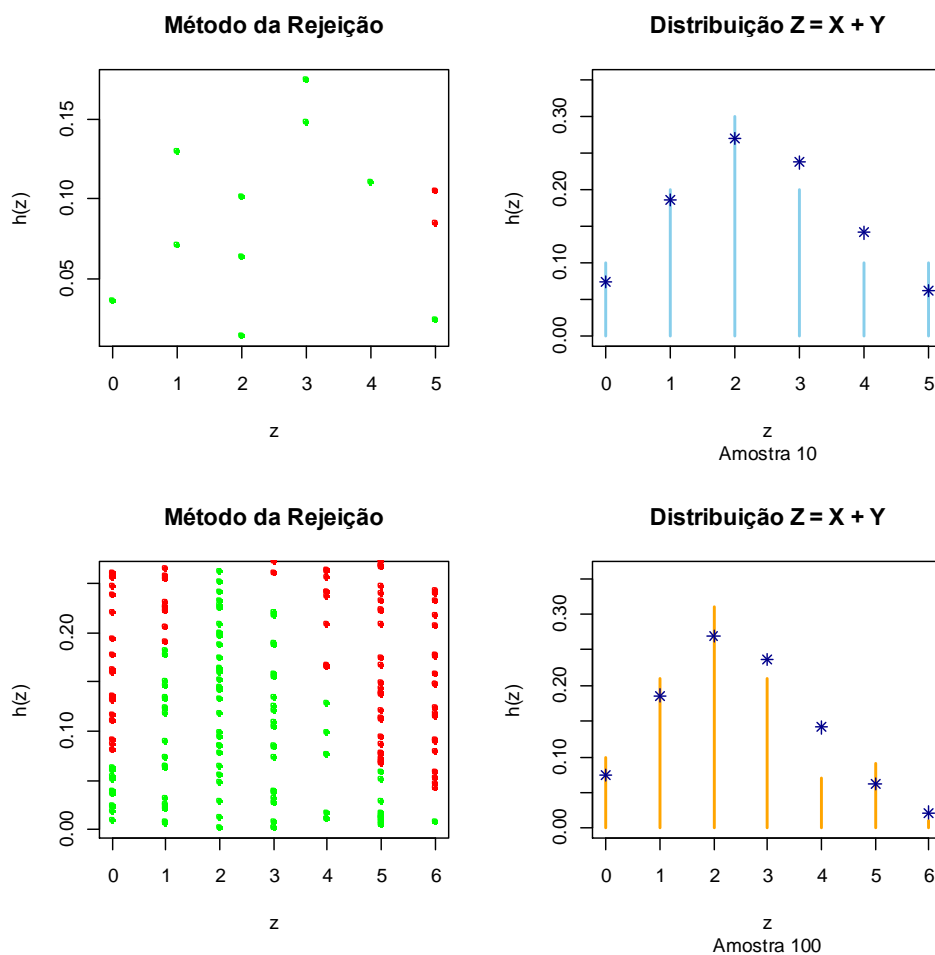 Método da Rejeição
h(z)
0.15
0.10
0.05
0 1 2 3 4 5
z
Distribuição Z = X + Y
h(z)
0.30
0.20
0.10
0.00
0 1 2 3 4 5
z
Amostra 10
Método da Rejeição
h(z)
0.20
0.10
0.00
0 1 2 3 4 5 6
z
Distribuição Z = X + Y
h(z)
0.30
0.20
0.10
0.00
0 1 2 3 4 5 6
z
Amostra 100